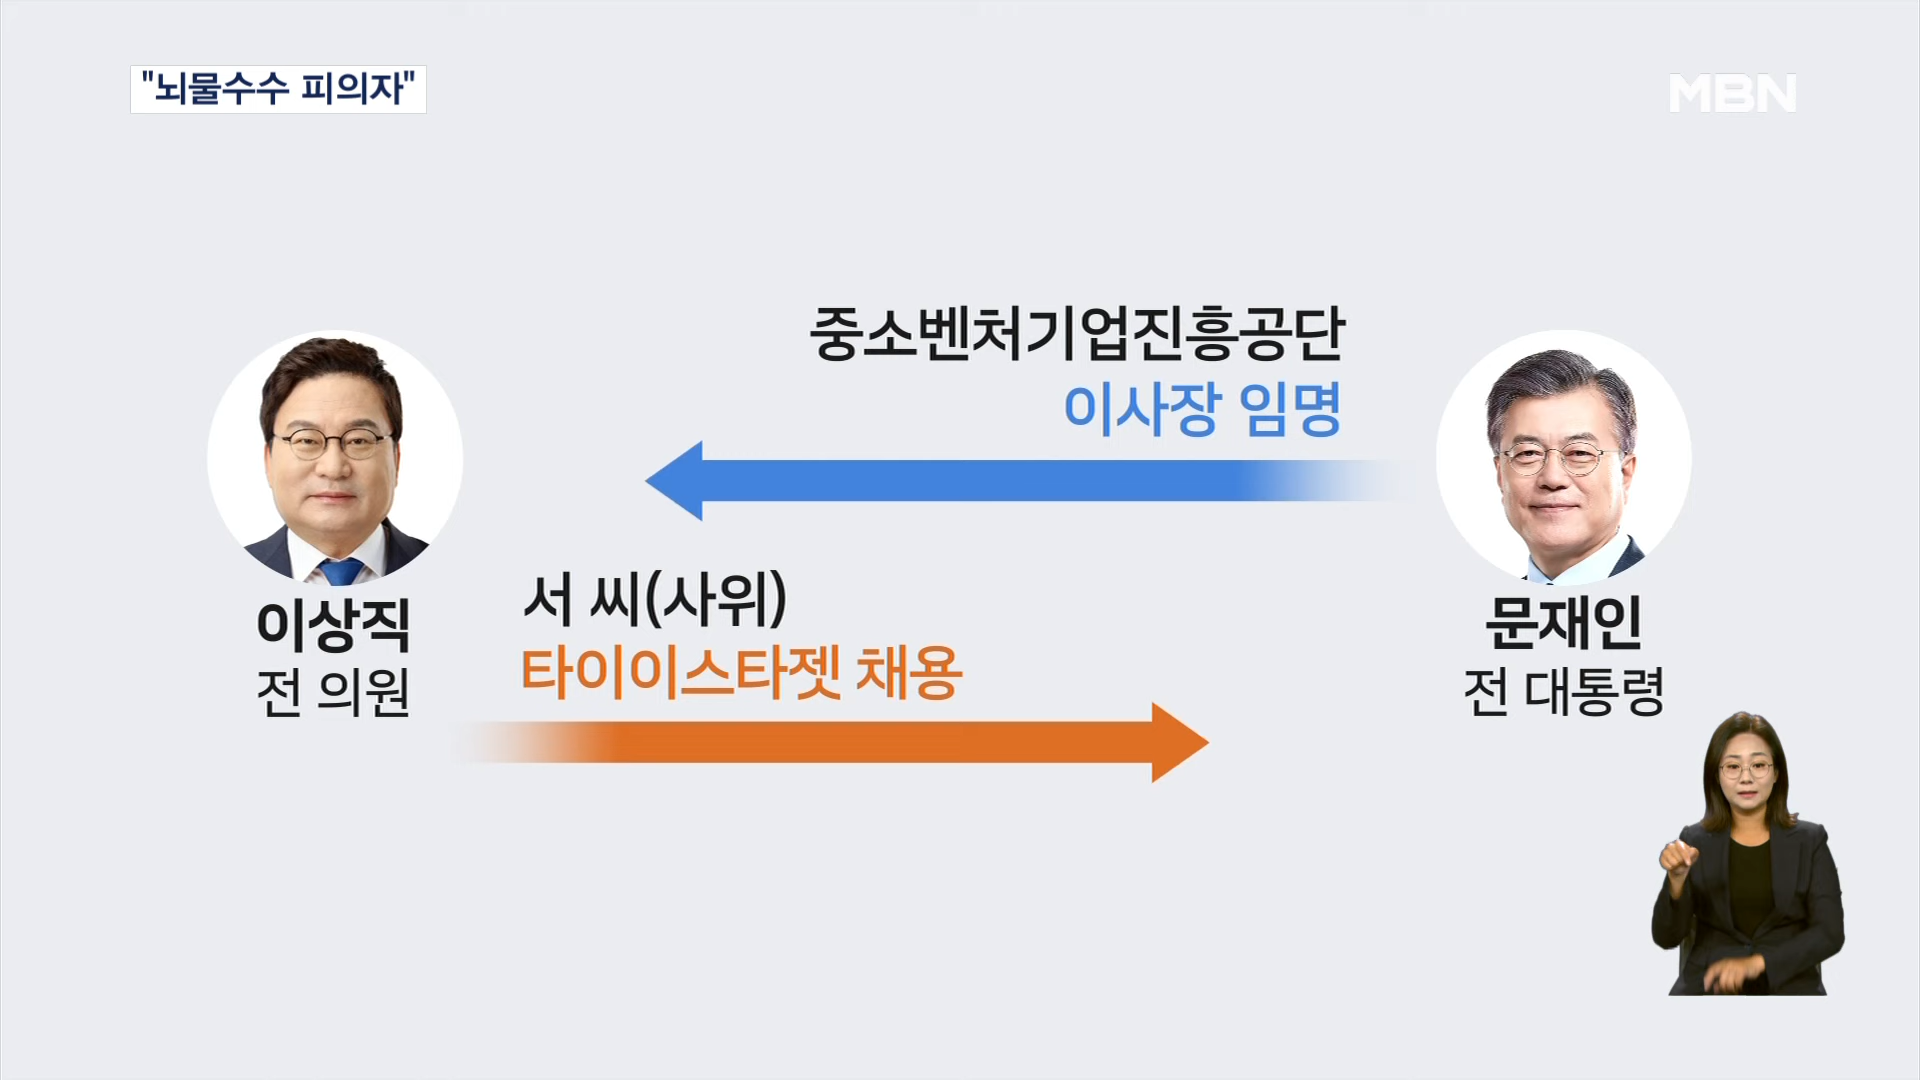 "뇌물수수 피의자"
MBN
중소벤처기업진흥공단
이사장 임명
서 씨(사위)
타이이스타젯 채용
이상직
전 의원
문재인
전 대통령